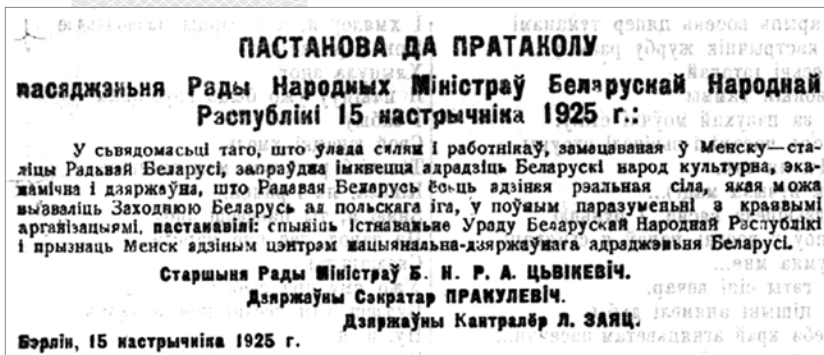 ПАСТАНОВА ДА ПРАТАКОЛУ
пасяджэньня Рады Народных Міністраў Беларускай Народнай
Рэспублікі 15 кастрычніка 1925 г.:
У сьвядомасьці таго, што ўлада сялян і работнікаў, замацаваная ў Менску—ста-
ліцы Радавай Беларусі, запраўды імкнецца адрадзіць Беларускі народ культурна, эка-
намічна і дзяржаўна, што Радавая Беларусь ёсьць адзіная рэальная сіла, якая можа
вызваліць Заходнюю Беларусь ад польскага іга, у поўным паразуменьні з краявымі
арганізацыямі, пастанавілі: спыніць істнаваньне Ураду Беларускай Народнай Рэспублікі
і прызнаць Менск адзіным цэнтрам нацыянальна-дзяржаўнага адраджэньня Беларусі.
Старшыня Рады Міністраў Б. Н. Р. А. ЦЬВІКЕВІЧ.
Дзяржаўны Сэкратар ПРАКУЛЕВІЧ.
Дзяржаўны Кантралёр Л. ЗАЯЦ.
Бэрлін, 15 кастрычніка 1925 г.